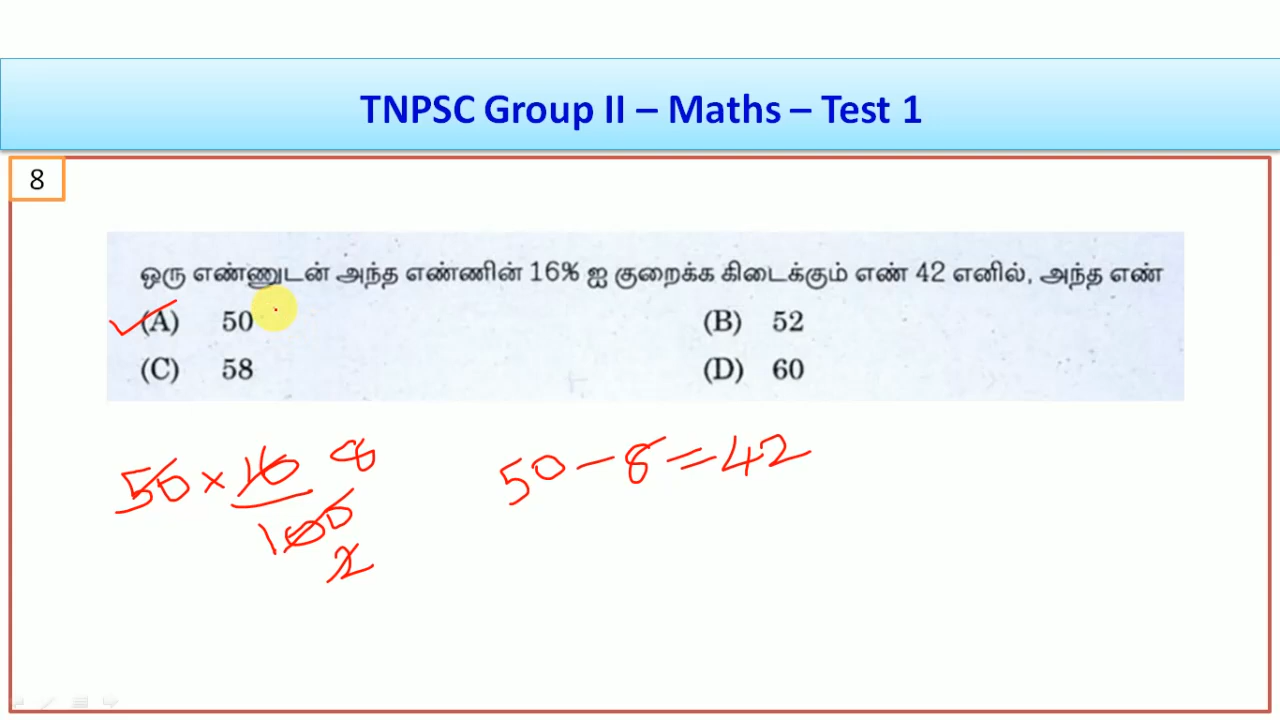 TNPSC Group II – Maths – Test 1
8
ஒரு எண்ணுடன் அந்த எண்ணின் 16% ஐ குறைக்க கிடைக்கும் எண் 42 எனில், அந்த எண்
(A) 50 (B) 52
(C) 58 (D) 60
50 × 16 8
100
2
50 – 8 = 42